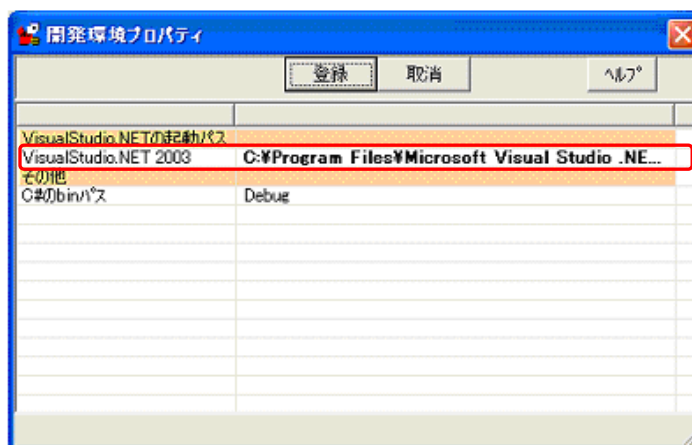 開発環境プロパティ
登録 取消 ヘルプ
VisualStudio.NETの起動パス
VisualStudio.NET 2003 C:¥Program Files¥Microsoft Visual Studio .NE...
その他
C#のbinパス Debug